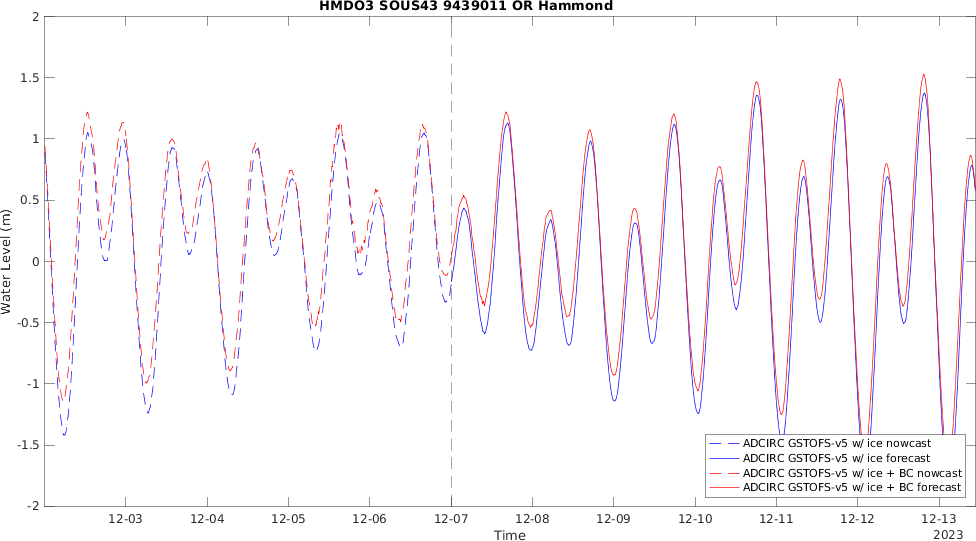 HMDO3 SOUS43 9439011 OR Hammond
2
1.5
1
0.5
0
-0.5
-1
-1.5
-2
Water Level (m)
12-03 12-04 12-05 12-06 12-07 12-08 12-09 12-10 12-11 12-12 12-13
Time
2023
ADCIRC GSTOFS-v5 w/ ice nowcast
ADCIRC GSTOFS-v5 w/ ice forecast
ADCIRC GSTOFS-v5 w/ ice + BC nowcast
ADCIRC GSTOFS-v5 w/ ice + BC forecast